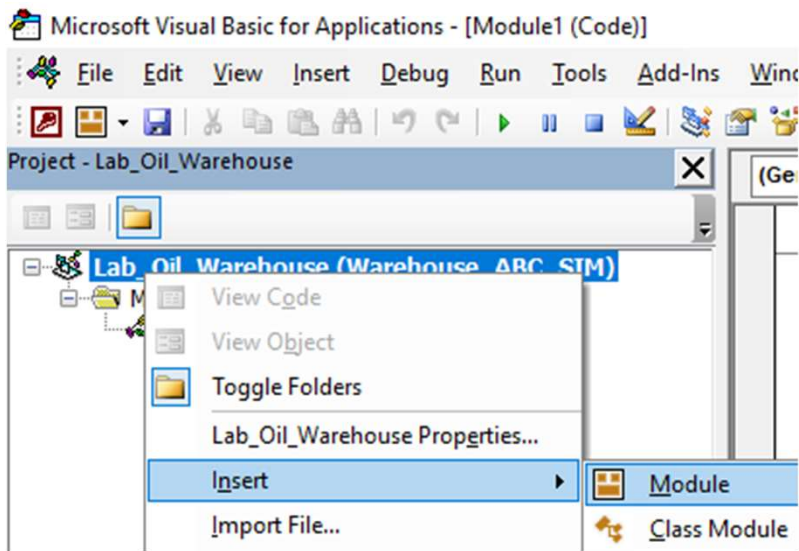 Microsoft Visual Basic for Applications - [Module1 (Code)]
File Edit View Insert Debug Run Tools Add-Ins
Project - Lab_Oil_Warehouse
Lab_Oil_Warehouse (Warehouse_ABC_SIM)
View Code
View Object
Toggle Folders
Lab_Oil_Warehouse Properties...
Insert
Module
Import File...
Class Module